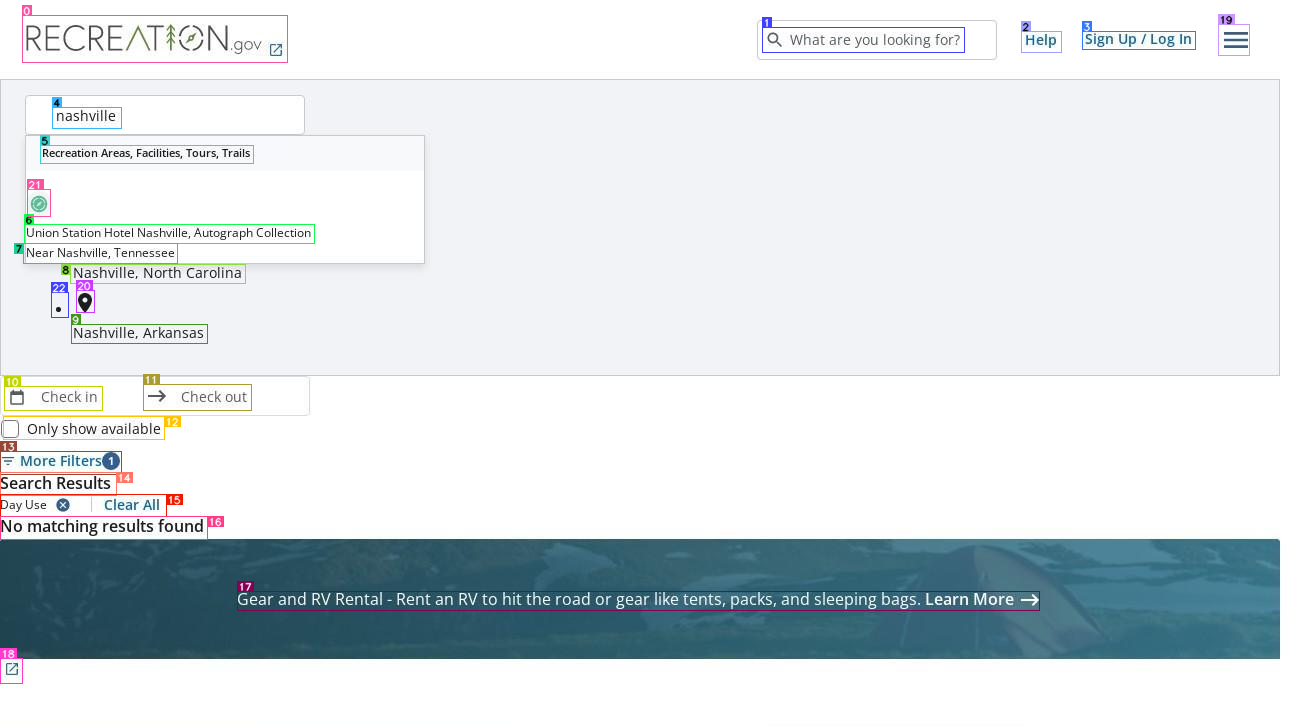 0
RECREATION.gov
1
What are you looking for?
2
Help
3
Sign Up / Log In
19
4
nashville
5
Recreation Areas, Facilities, Tours, Trails
21
6
Union Station Hotel Nashville, Autograph Collection
7
Near Nashville, Tennessee
8
Nashville, North Carolina
22
20
9
Nashville, Arkansas
10
Check in
11
Check out
Only show available
12
13
More Filters 1
Search Results
14
Day Use
Clear All
15
No matching results found
16
17
Gear and RV Rental - Rent an RV to hit the road or gear like tents, packs, and sleeping bags. Learn More
18